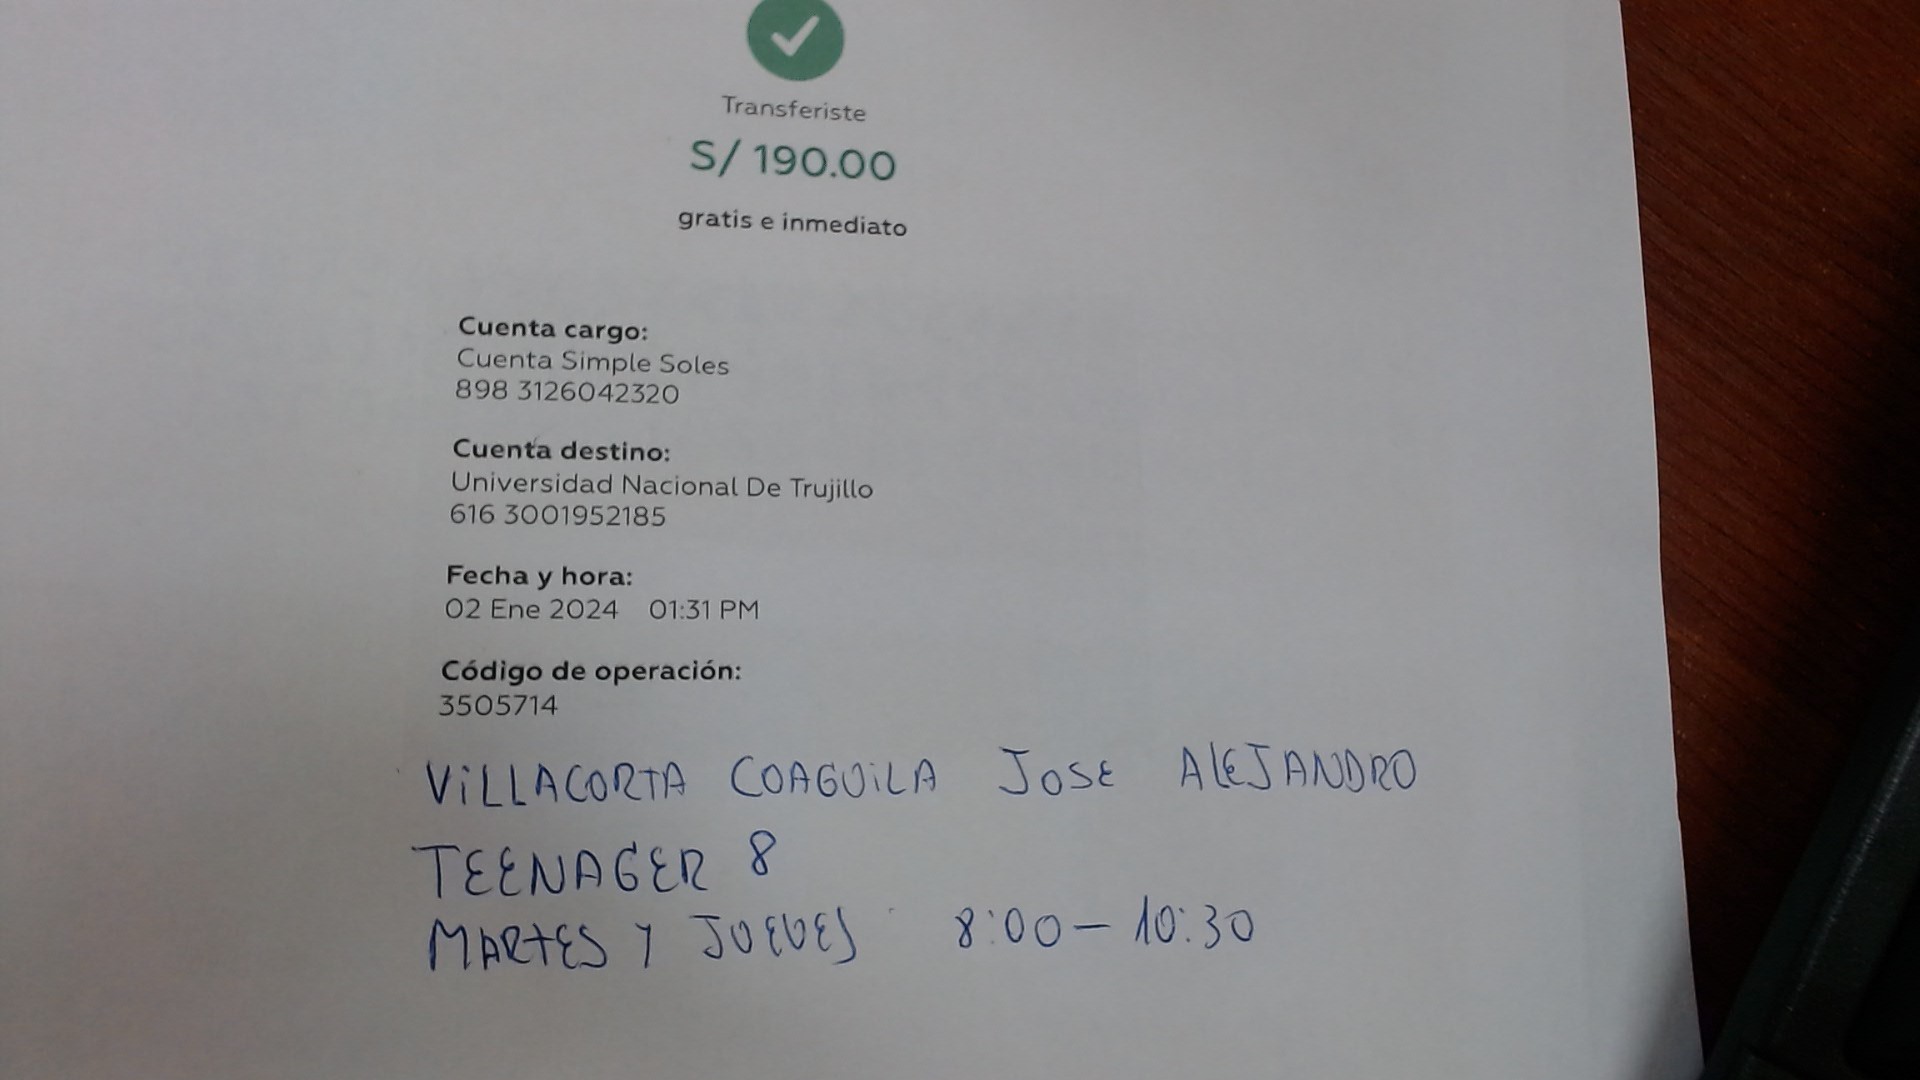 Transferiste
S/ 190.00
gratis e inmediato
Cuenta cargo:
Cuenta Simple Soles
898 3126042320
Cuenta destino:
Universidad Nacional De Trujillo
616 3001952185
Fecha y hora:
02 Ene 2024 01:31 PM
Código de operación:
3505714
VILLACORTA COAGUILA JOSE ALEJANDRO
TEENAGER 8
MARTES Y JUEVES 8:00 - 10:30